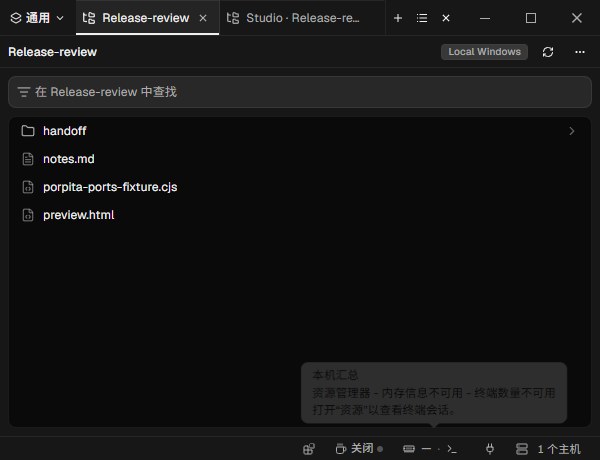 通用
Release-review
Studio · Release-re...
Release-review
Local Windows
在 Release-review 中查找
handoff
notes.md
porpita-ports-fixture.cjs
preview.html
本机汇总
资源管理器 - 内存信息不可用 - 终端数量不可用
打开“资源”以查看终端会话。
关闭
— ·
1 个主机